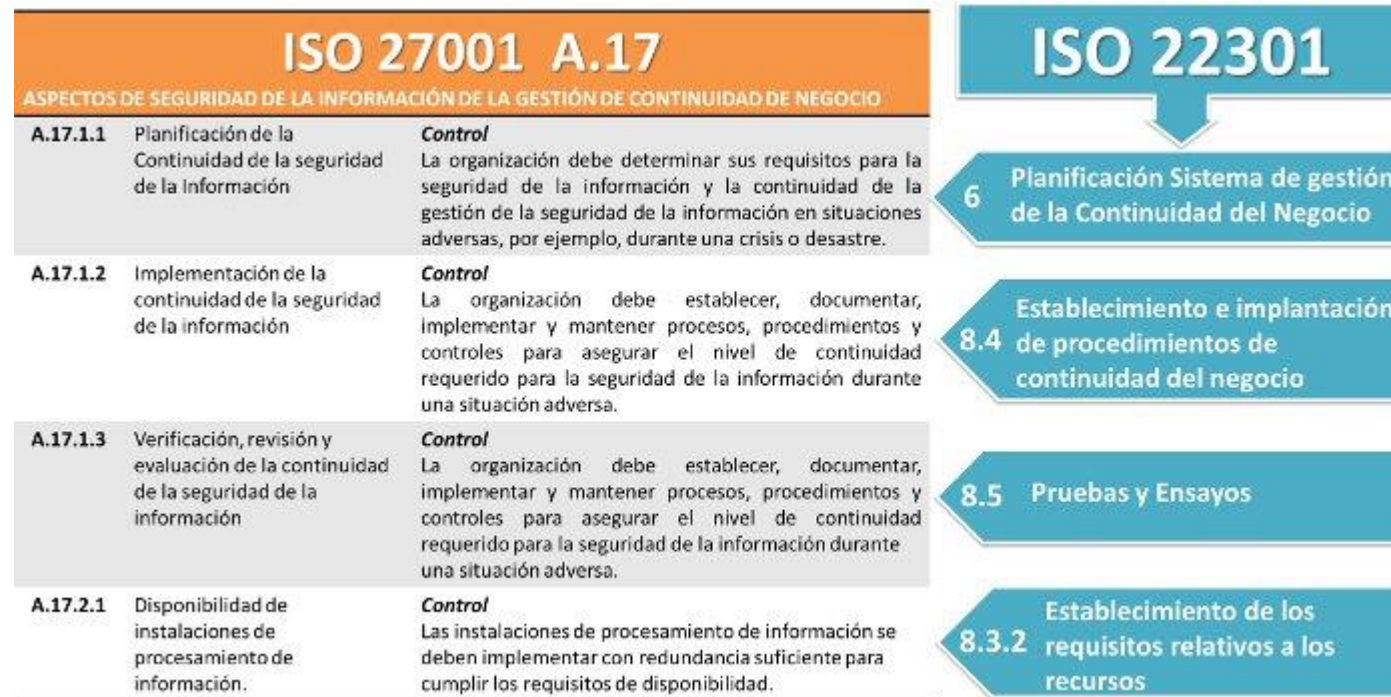 ISO 27001 A.17
ASPECTOS DE SEGURIDAD DE LA INFORMACIÓN DE LA GESTIÓN DE CONTINUIDAD DE NEGOCIO
A.17.1.1
Planificación de la
Continuidad de la seguridad
de la Información
Control
La organización debe determinar sus requisitos para la
seguridad de la información y la continuidad de la
gestión de la seguridad de la información en situaciones
adversas, por ejemplo, durante una crisis o desastre.
A.17.1.2
Implementación de la
continuidad de la seguridad
de la información
Control
La organización debe establecer, documentar,
implementar y mantener procesos, procedimientos y
controles para asegurar el nivel de continuidad
requerido para la seguridad de la información durante
una situación adversa.
A.17.1.3
Verificación, revisión y
evaluación de la continuidad
de la seguridad de la
información
Control
La organización debe establecer, documentar,
implementar y mantener procesos, procedimientos y
controles para asegurar el nivel de continuidad
requerido para la seguridad de la información durante
una situación adversa.
A.17.2.1
Disponibilidad de
instalaciones de
procesamiento de
información.
Control
Las instalaciones de procesamiento de información se
deben implementar con redundancia suficiente para
cumplir los requisitos de disponibilidad.
ISO 22301
6
Planificación Sistema de gestión
de la Continuidad del Negocio
8.4
Establecimiento e implantación
de procedimientos de
continuidad del negocio
8.5
Pruebas y Ensayos
8.3.2
Establecimiento de los
requisitos relativos a los
recursos